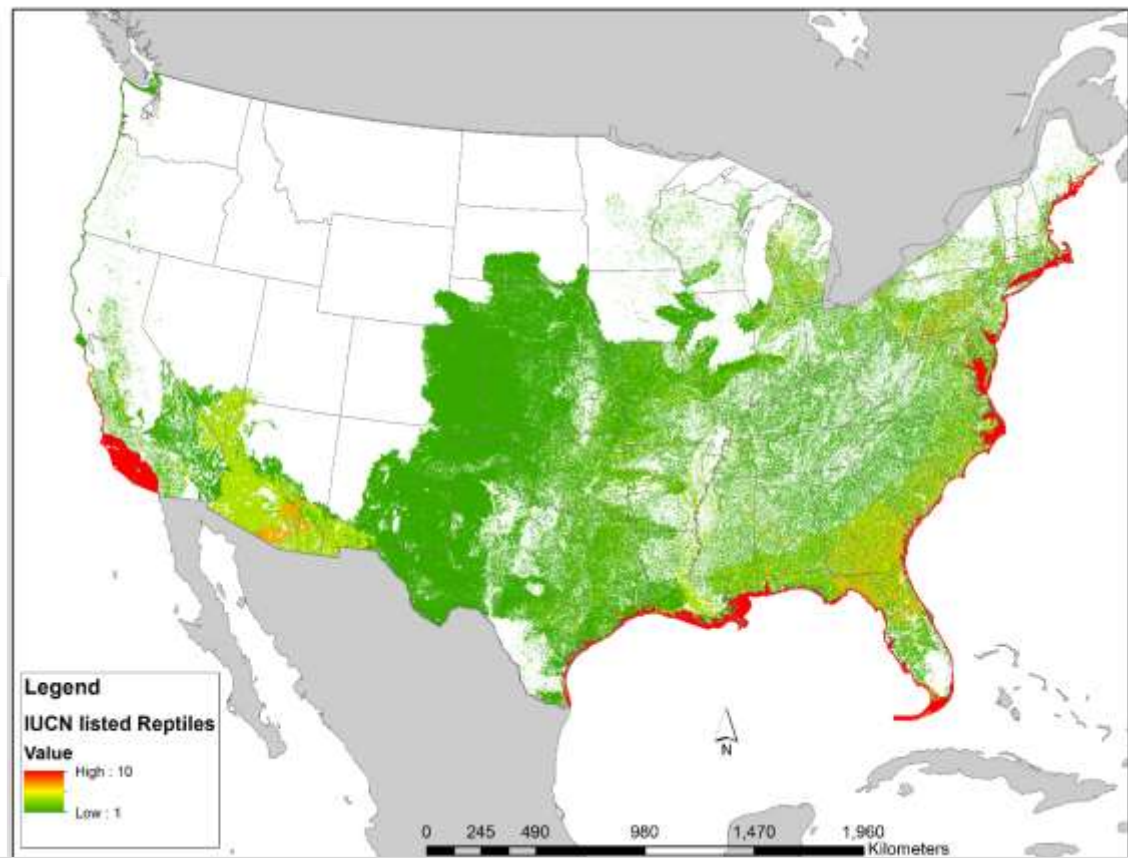 N
Legend
IUCN listed Reptiles
Value
High : 10
Low : 1
0 245 490 980 1,470 1,960
Kilometers